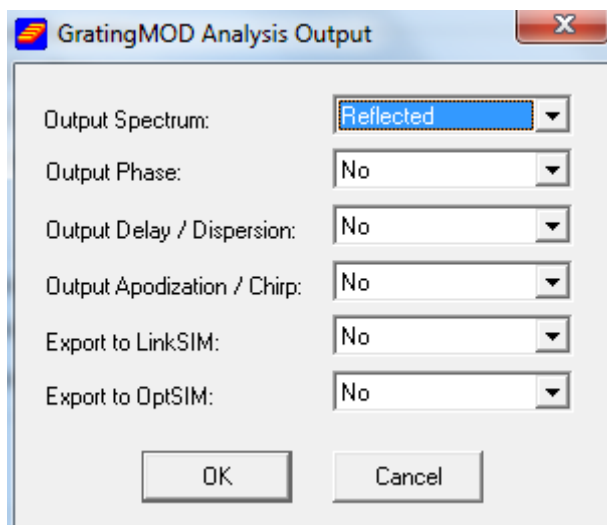 GratingMOD Analysis Output
Output Spectrum: Reflected
Output Phase: No
Output Delay / Dispersion: No
Output Apodization / Chirp: No
Export to LinkSIM: No
Export to OptSIM: No
OK Cancel